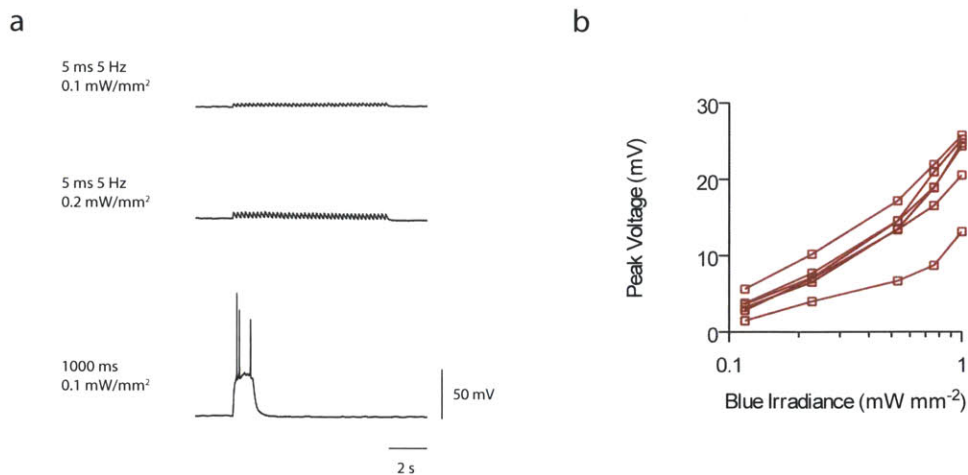 a
5 ms 5 Hz
0.1 mW/mm²
5 ms 5 Hz
0.2 mW/mm²
1000 ms
0.1 mW/mm²
50 mV
2 s
b
Peak Voltage (mV)
30
20
10
0
0.1
1
Blue Irradiance (mW mm⁻²)